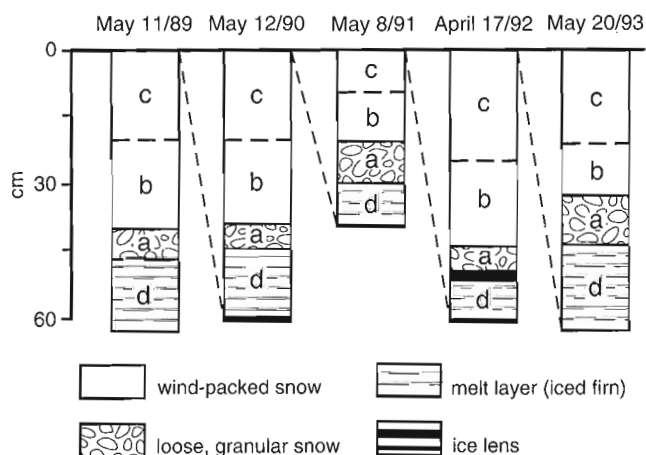 May 11/89 May 12/90 May 8/91 April 17/92 May 20/93
0
c c c c c
b b b b b
30
a a a a a
d d d d d
60
cm
wind-packed snow melt layer (iced firn)
loose, granular snow ice lens